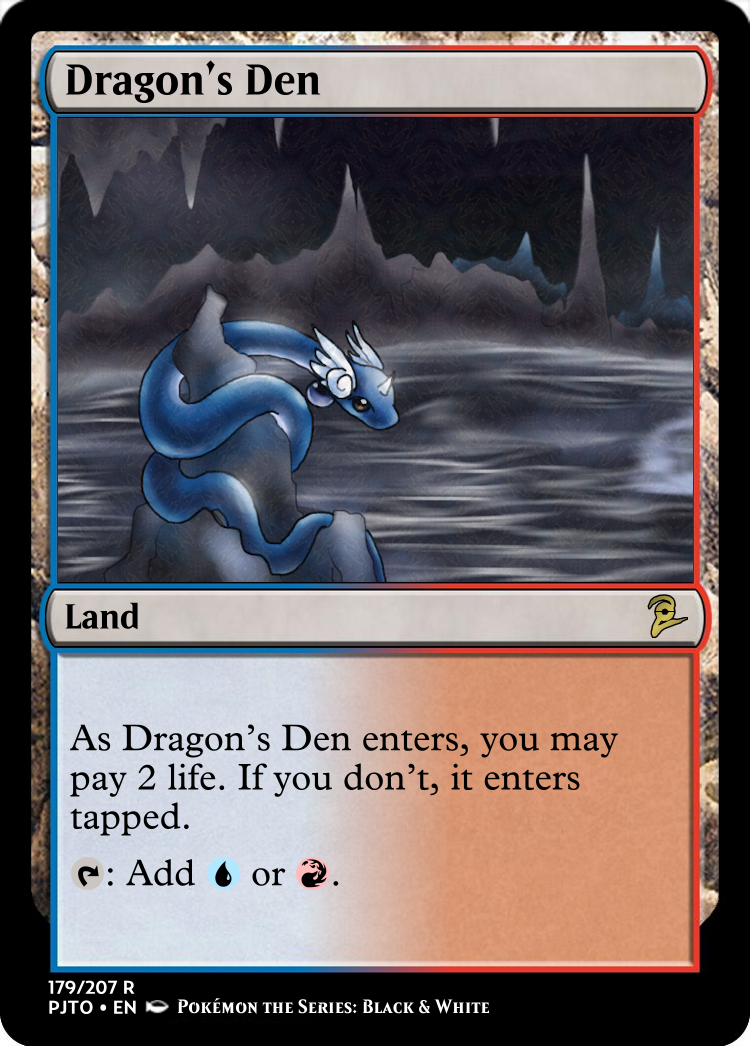 Dragon's Den
Land
As Dragon's Den enters, you may
pay 2 life. If you don't, it enters
tapped.
: Add or .
179/207 R
PJTO • EN Pokémon the Series: Black & White